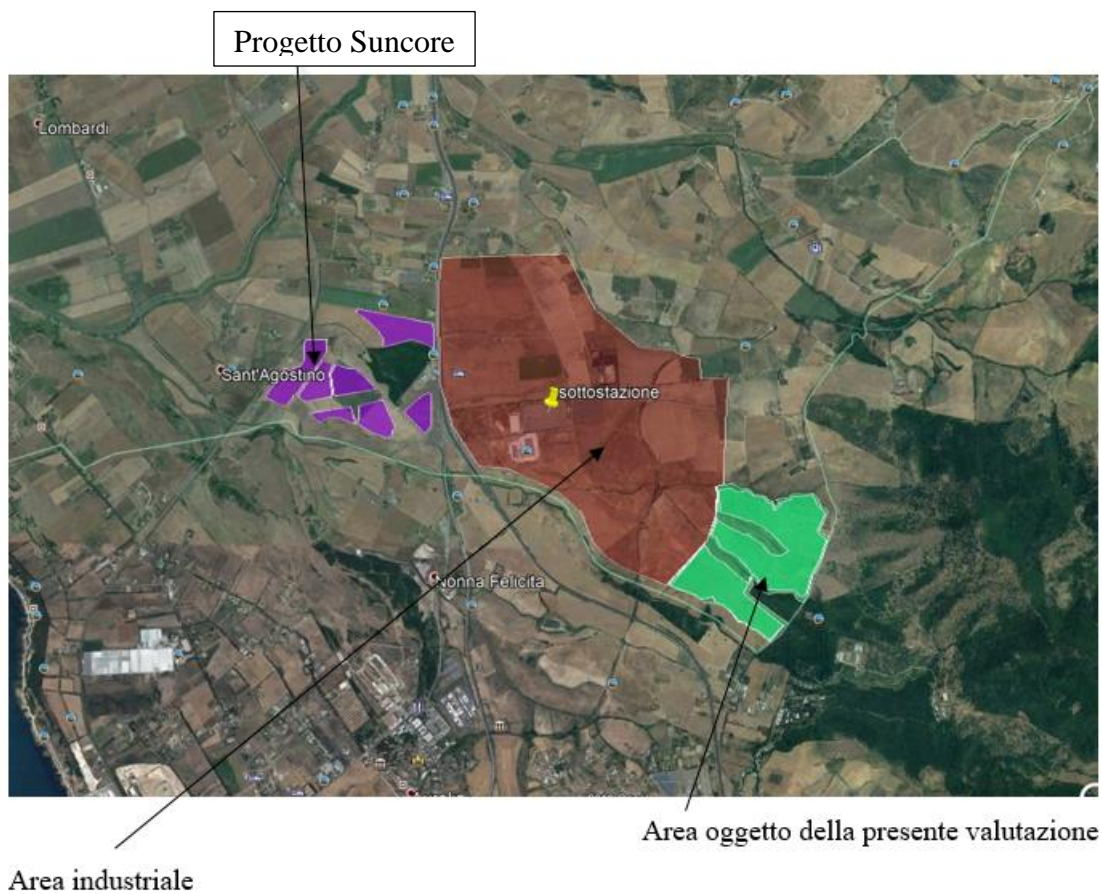 Progetto Suncore
Lombardi
Sant'Agostino
sottostazione
Nonna Felicita
Area oggetto della presente valutazione
Area industriale